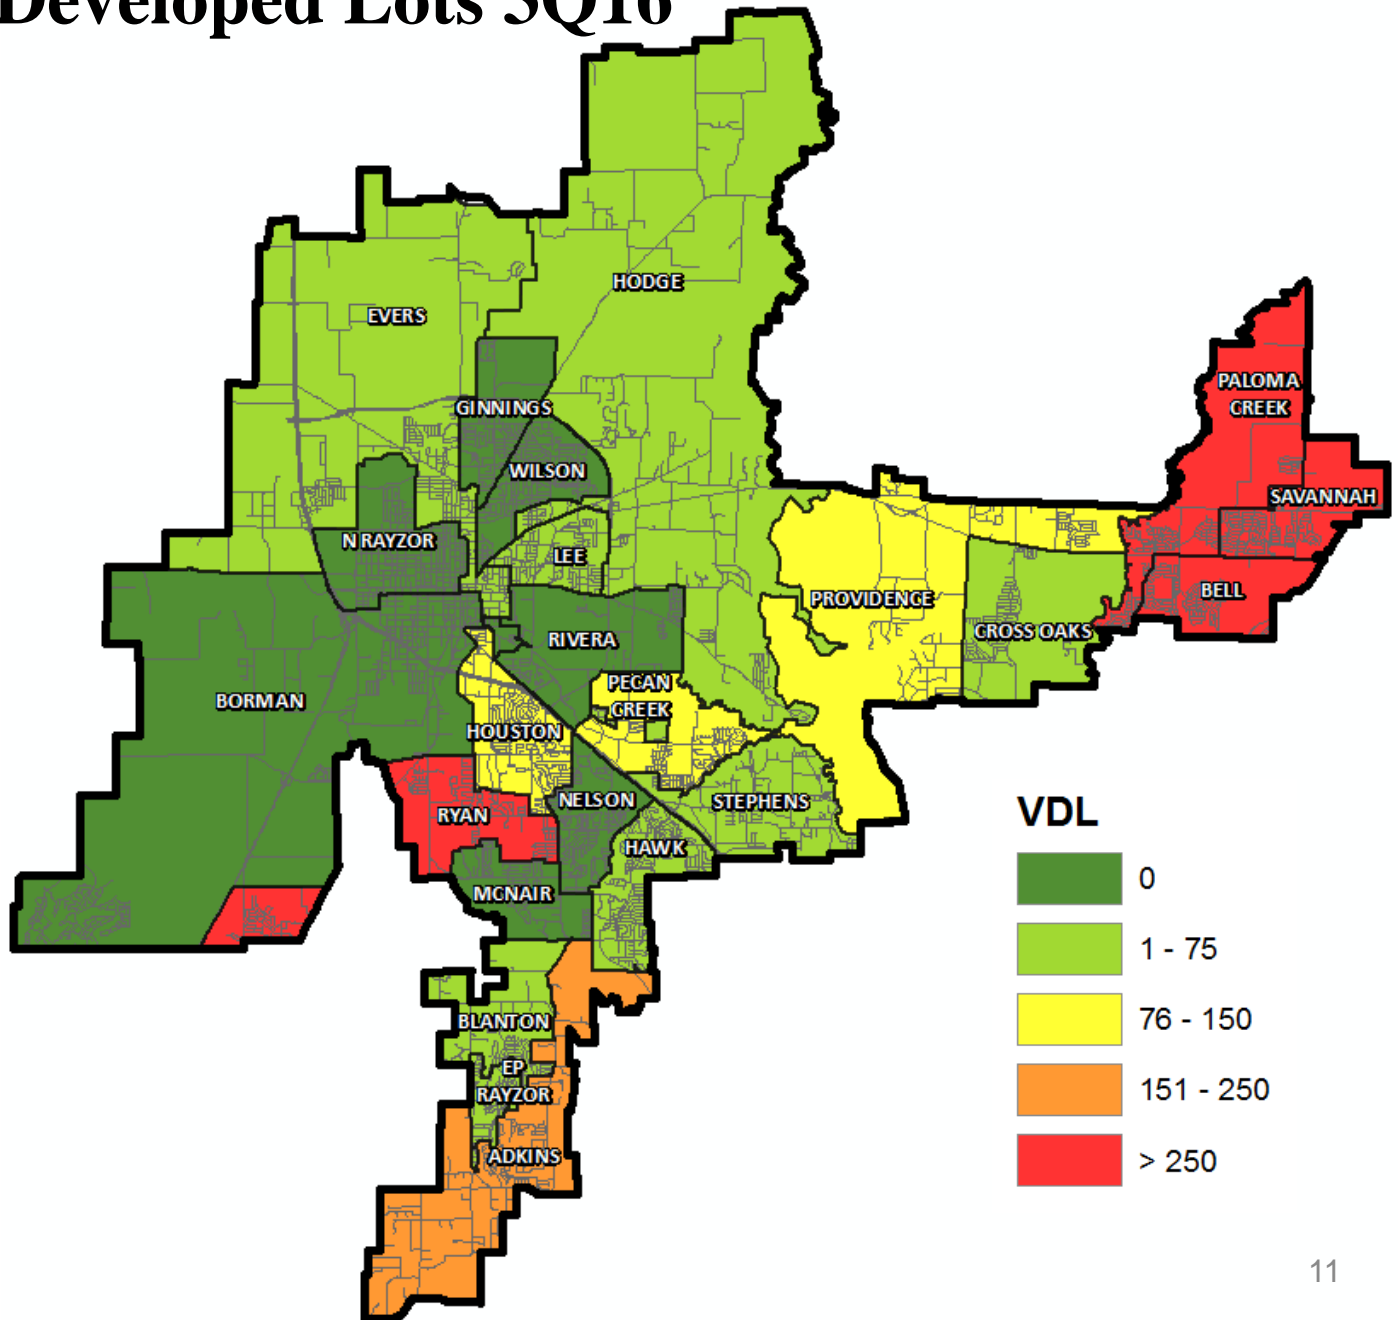 Developed Lots 3Q16
HODGE
EVERS
PALOMA
CREEK
GINNINGS
WILSON
SAVANNAH
N RAYZOR
LEE
BELL
PROVIDENCE
CROSS OAKS
RIVERA
PECAN
CREEK
BORMAN
HOUSTON
NELSON
STEPHENS
RYAN
HAWK
MCNAIR
BLANTON
EP
RAYZOR
ADKINS
VDL
0
1 - 75
76 - 150
151 - 250
> 250
11